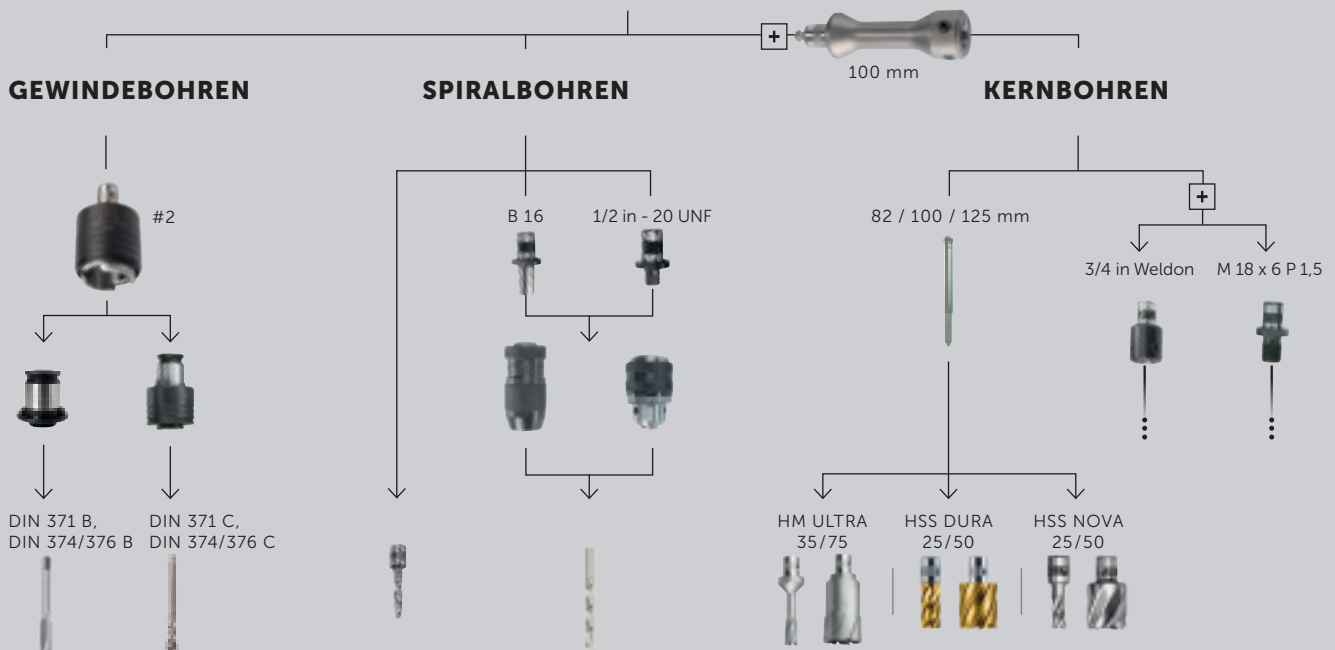 +
100 mm
GEWINDEBOHREN
SPIRALBOHREN
KERNBOHREN
#2
B 16
1/2 in - 20 UNF
82 / 100 / 125 mm
+
3/4 in Weldon
M 18 x 6 P 1,5
DIN 371 B,
DIN 374/376 B
DIN 371 C,
DIN 374/376 C
HM ULTRA
35/75
HSS DURA
25/50
HSS NOVA
25/50